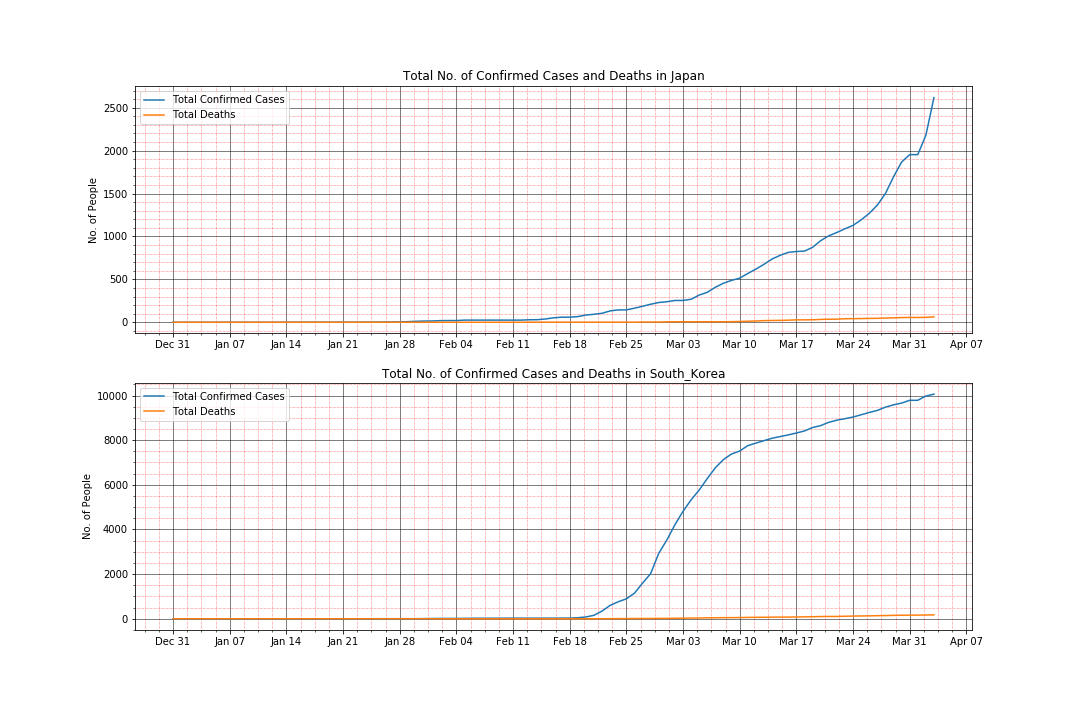 Total No. of Confirmed Cases and Deaths in Japan
Total Confirmed Cases
Total Deaths
No. of People
2500
2000
1500
1000
500
0
Dec 31 Jan 07 Jan 14 Jan 21 Jan 28 Feb 04 Feb 11 Feb 18 Feb 25 Mar 03 Mar 10 Mar 17 Mar 24 Mar 31 Apr 07
Total No. of Confirmed Cases and Deaths in South_Korea
Total Confirmed Cases
Total Deaths
No. of People
10000
8000
6000
4000
2000
0
Dec 31 Jan 07 Jan 14 Jan 21 Jan 28 Feb 04 Feb 11 Feb 18 Feb 25 Mar 03 Mar 10 Mar 17 Mar 24 Mar 31 Apr 07